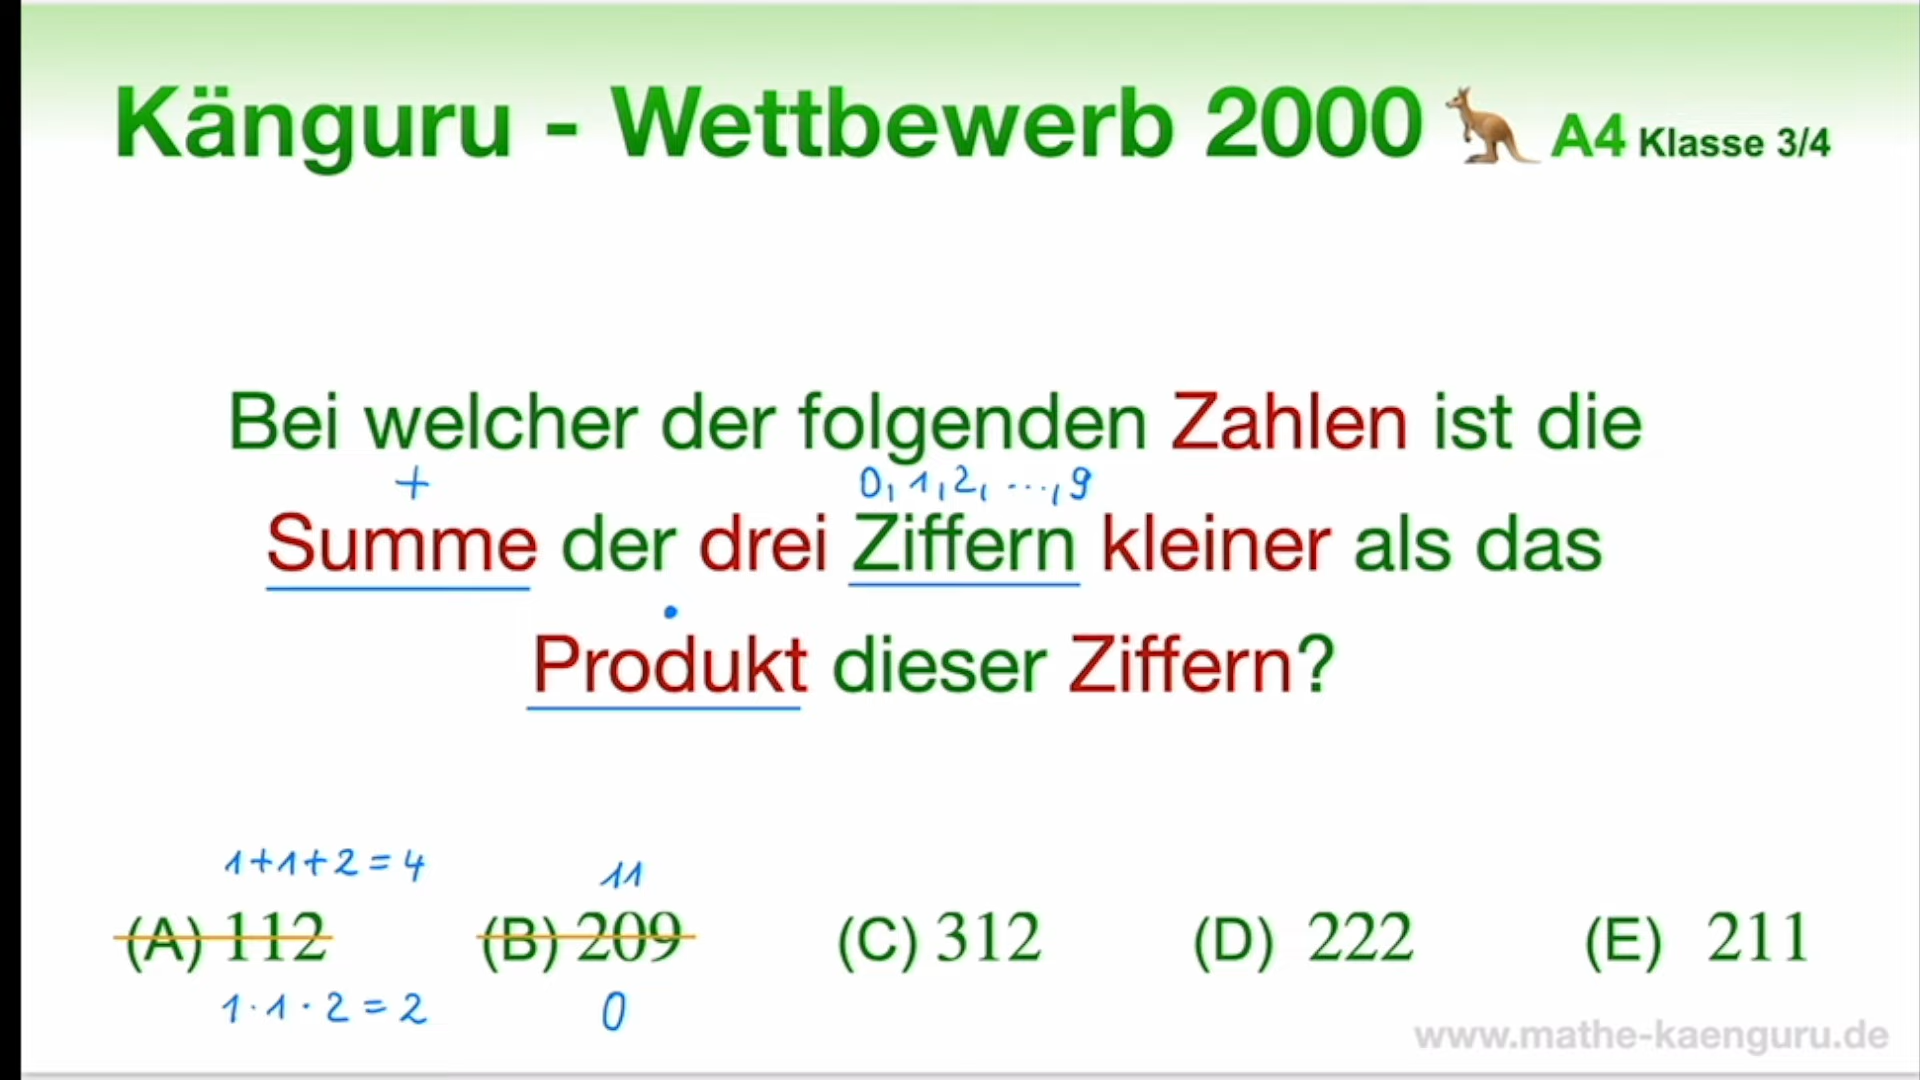 Känguru - Wettbewerb 2000 A4 Klasse 3/4
Bei welcher der folgenden Zahlen ist die
+ 0, 1, 2, ..., 9
Summe der drei Ziffern kleiner als das
·
Produkt dieser Ziffern?
1+1+2=4 11
(A) 112 (B) 209 (C) 312 (D) 222 (E) 211
1·1·2=2 0
www.mathe-kaenguru.de